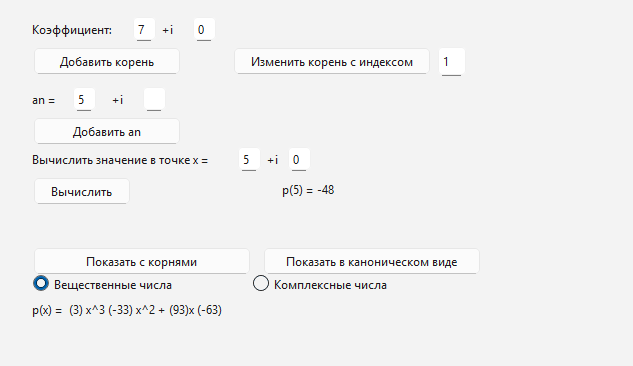 Коэффициент: 7 +i 0
Добавить корень Изменить корень с индексом 1
an = 5 +i
Добавить an
Вычислить значение в точке x = 5 +i 0
Вычислить p(5) = -48
Показать с корнями Показать в каноническом виде
Вещественные числа Комплексные числа
p(x) = (3) x^3 (-33) x^2 + (93)x (-63)